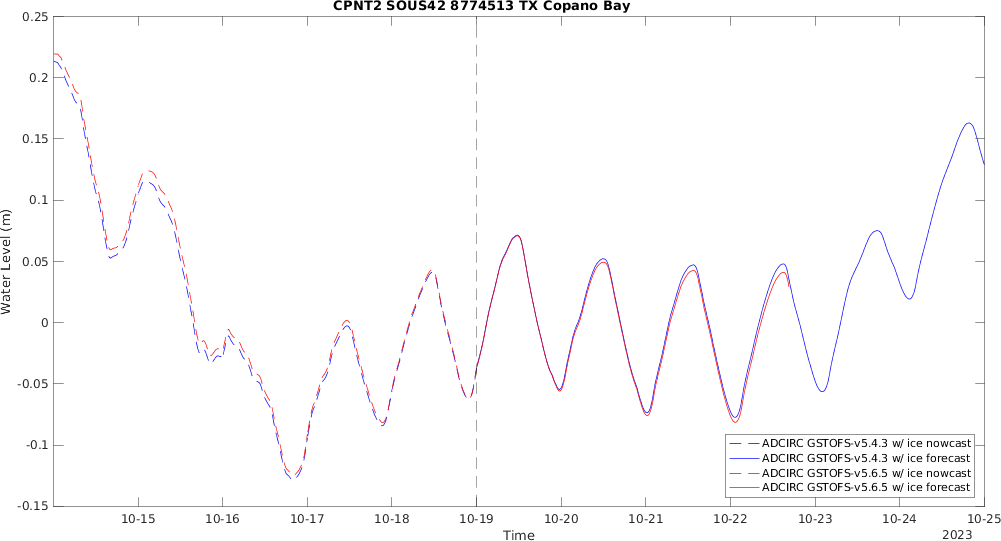 CPNT2 SOUS42 8774513 TX Copano Bay
0.25
0.2
0.15
0.1
0.05
0
-0.05
-0.1
-0.15
Water Level (m)
ADCIRC GSTOFS-v5.4.3 w/ ice nowcast
ADCIRC GSTOFS-v5.4.3 w/ ice forecast
ADCIRC GSTOFS-v5.6.5 w/ ice nowcast
ADCIRC GSTOFS-v5.6.5 w/ ice forecast
10-15 10-16 10-17 10-18 10-19 10-20 10-21 10-22 10-23 10-24 10-25
Time
2023